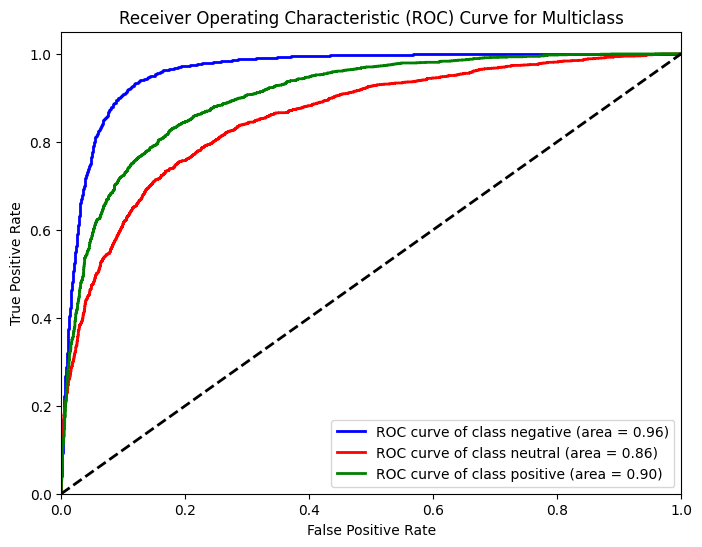 Receiver Operating Characteristic (ROC) Curve for Multiclass
True Positive Rate
1.0
0.8
0.6
0.4
0.2
0.0
ROC curve of class negative (area = 0.96)
ROC curve of class neutral (area = 0.86)
ROC curve of class positive (area = 0.90)
0.0 0.2 0.4 0.6 0.8 1.0
False Positive Rate